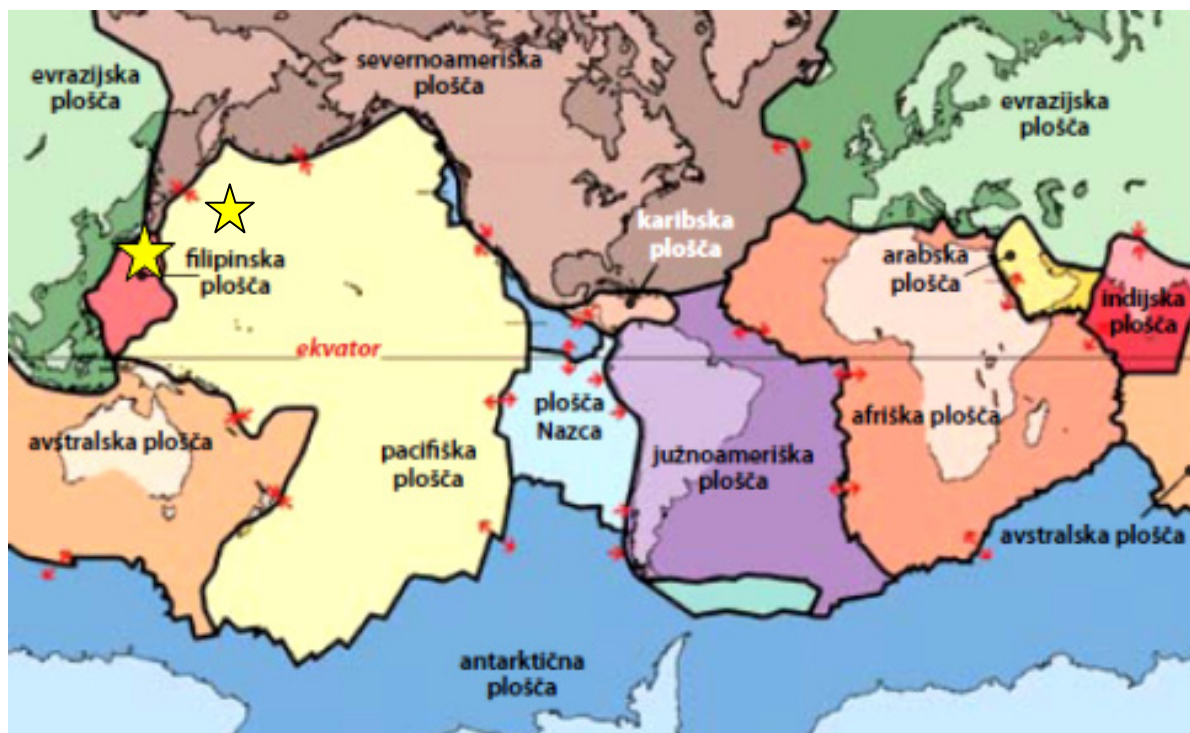 severnoameriška
plošča
evrazijska
plošča
evrazijska
plošča
karibska
plošča
filipinska
plošča
arabska
plošča
indijska
plošča
ekvator
plošča
Nazca
afriška plošča
avstralska plošča
pacifiška
plošča
južnoameriška
plošča
avstralska plošča
antarktična
plošča